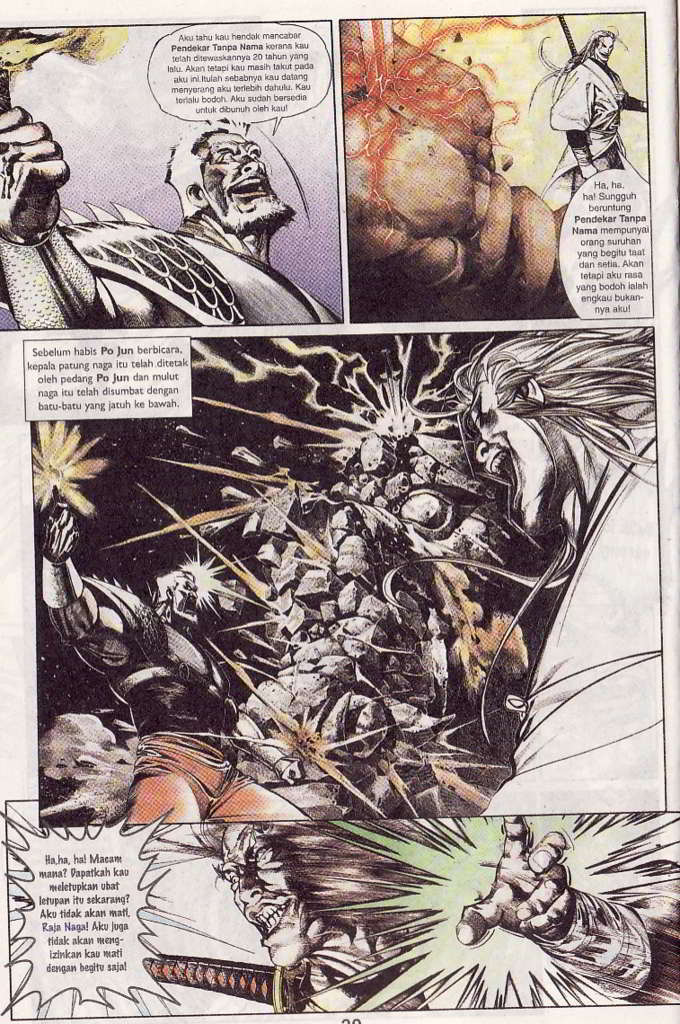 Aku tahu kau hendak mencabar
Pendekar Tanpa Nama kerana kau
telah ditewaskannya 20 tahun yang
lalu. Akan tetapi kau masih takut pada
aku ini.Itulah sebabnya kau datang
menyerang aku terlebih dahulu. Kau
terlalu bodoh. Aku sudah bersedia
untuk dibunuh oleh kau!
Ha, ha,
ha! Sungguh
beruntung
Pendekar Tanpa
Nama mempunyai
orang suruhan
yang begitu taat
dan setia. Akan
tetapi aku rasa
yang bodoh ialah
engkau bukan-
nya aku!
Sebelum habis Po Jun berbicara,
kepala patung naga itu telah ditetak
oleh pedang Po Jun dan mulut
naga itu telah disumbat dengan
batu-batu yang jatuh ke bawah.
Ha,ha, ha! Macam
mana? Dapatkah kau
meletupkan ubat
letupan itu sekarang?
Aku tidak akan mati,
Raja Naga! Aku juga
tidak akan meng-
izinkan kau mati
dengan begitu saja!